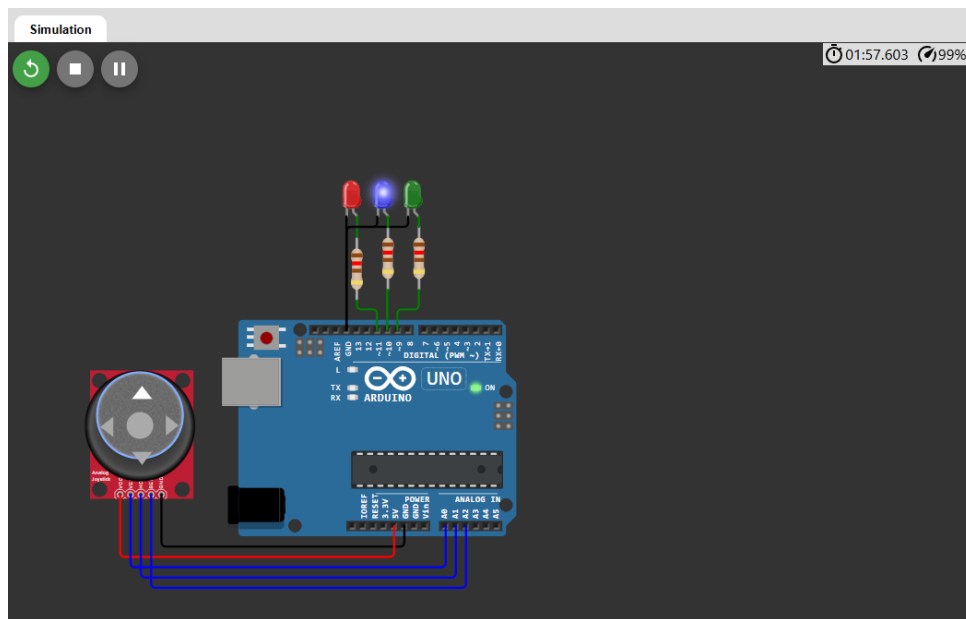 Simulation
01:57.603 99%
AREF
GND
13
12
~11
~10
~9
8
7
~6
~5
4
~3
2
TX→1
RX←0
DIGITAL (PWM ~)
L
TX
RX
ARDUINO
UNO
ON
Analog
Joystick
VCC
GND
IOREF
RESET
3.3V
5V
GND
GND
Vin
POWER
ANALOG IN
A0
A1
A2
A3
A4
A5